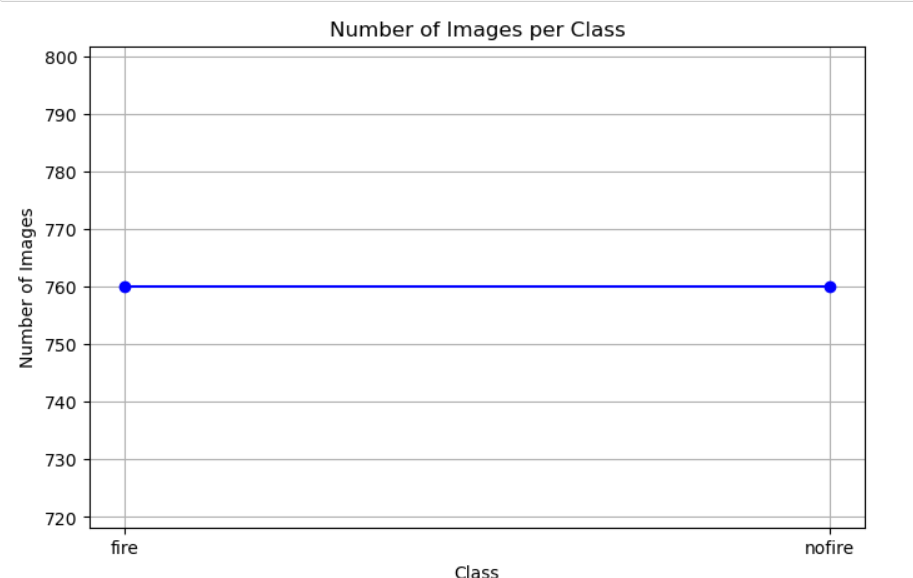 Number of Images per Class
800
790
780
770
760
750
740
730
720
Number of Images
fire
nofire
Class